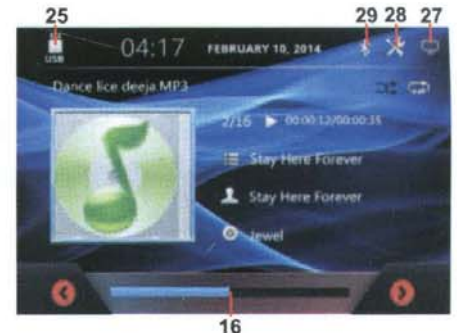 25 29 28 27
USB 04:17 FEBRUARY 10, 2014
Dance lice deeja MP3
2/16 00:00:12/00:00:35
Stay Here Forever
Stay Here Forever
Jewel
16